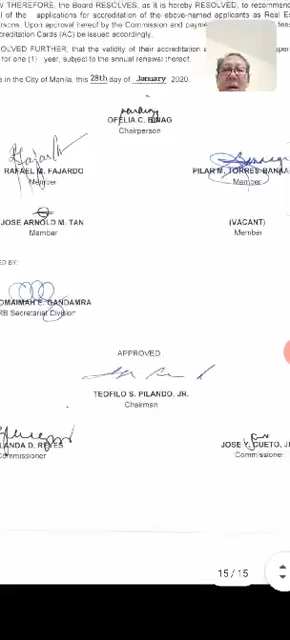 THEREFORE, the Board RESOLVES, as it is hereby RESOLVED, to recommend
of the applications for accreditation of the above-named applicants as Real Es
rsons. Upon approval hereof by the Commission and payme
creditation Cards (AC) be issued accordingly.
OLVED FURTHER, that the validity of their accreditation
for one (1) year, subject to the annual renewal thereof.
e in the City of Manila, this 28th day of January 2020.
OFELIA C. BINAG
Chairperson
RAFAEL M. FAJARDO
Member
PILAR M. TORRES-BANAA
Member
JOSE ARNOLD M. TAN
Member
(VACANT)
Member
ED BY:
OMAIMAH E. GANDAMRA
RB Secretariat Division
APPROVED
TEOFILO S. PILANDO, JR.
Chairman
LANDA D. REYES
Commissioner
JOSE Y. CUETO, J
Commissioner
15 / 15